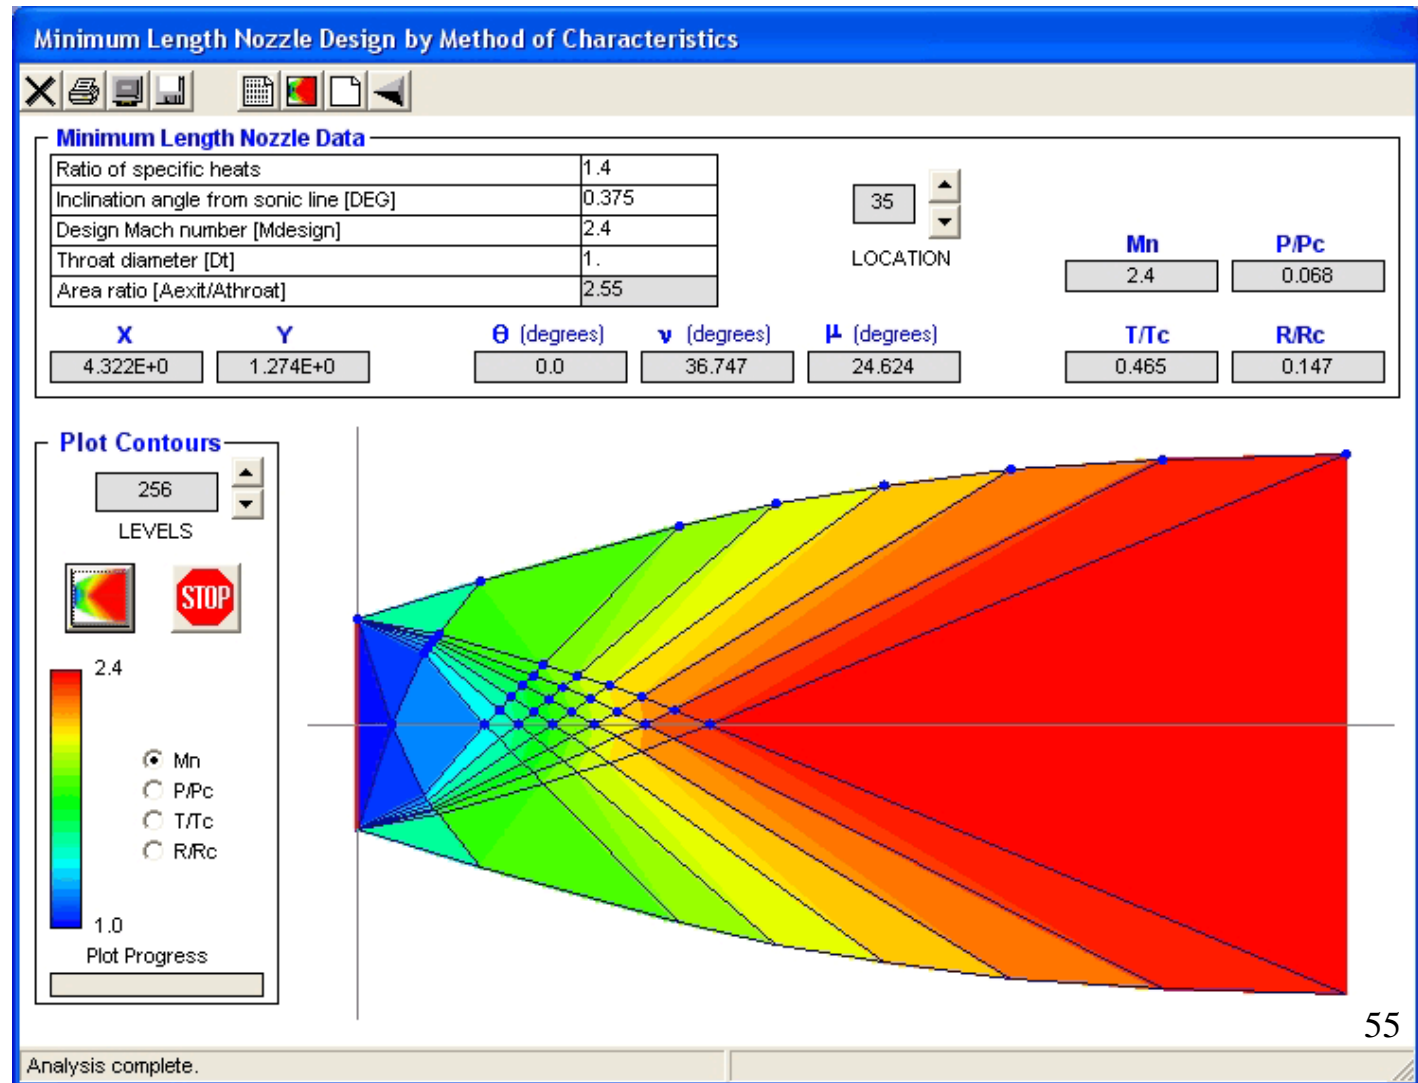 Minimum Length Nozzle Design by Method of Characteristics
Minimum Length Nozzle Data
Ratio of specific heats 1.4
Inclination angle from sonic line [DEG] 0.375
Design Mach number [Mdesign] 2.4
Throat diameter [Dt] 1.
Area ratio [Aexit/Athroat] 2.55
35
LOCATION
Mn P/Pc
2.4 0.068
X Y θ (degrees) ν (degrees) μ (degrees) T/Tc R/Rc
4.322E+0 1.274E+0 0.0 36.747 24.624 0.465 0.147
Plot Contours
256
LEVELS
STOP
2.4
Mn
P/Pc
T/Tc
R/Rc
1.0
Plot Progress
55
Analysis complete.